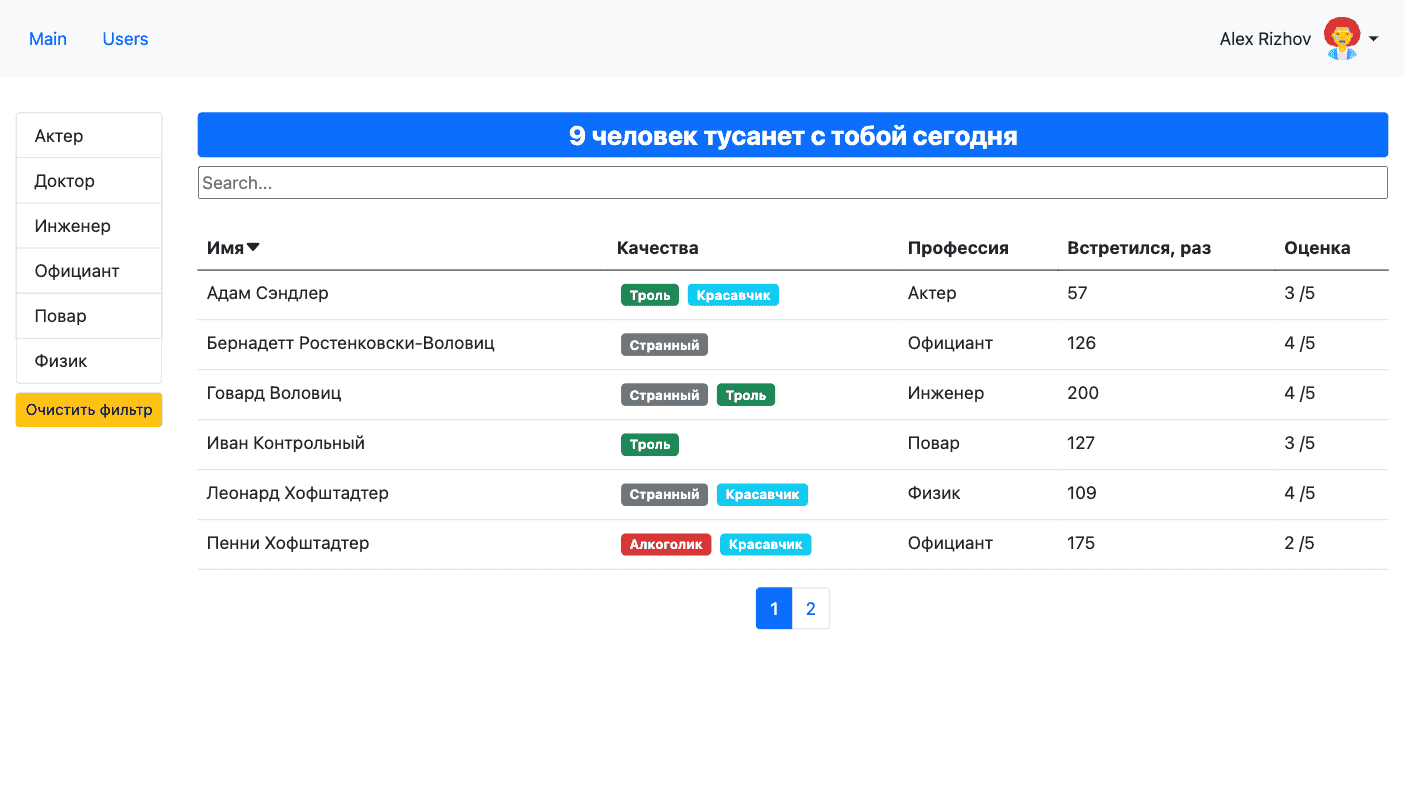 Main Users Alex Rizhov
Актер
Доктор
Инженер
Официант
Повар
Физик
Очистить фильтр
9 человек тусанет с тобой сегодня
Search...
Имя Качества Профессия Встретился, раз Оценка
Адам Сэндлер Троль Красавчик Актер 57 3 /5
Бернадетт Ростенковски-Воловиц Странный Официант 126 4 /5
Говард Воловиц Странный Троль Инженер 200 4 /5
Иван Контрольный Троль Повар 127 3 /5
Леонард Хофштадтер Странный Красавчик Физик 109 4 /5
Пенни Хофштадтер Алкоголик Красавчик Официант 175 2 /5
1 2